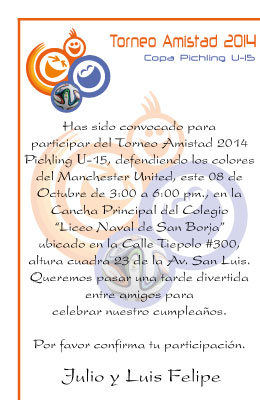 Torneo Amistad 2014
Copa Pichling U-15
Has sido convocado para
participar del Torneo Amistad 2014
Pichling U-15, defendiendo los colores
del Manchester United, este 08 de
Octubre de 3:00 a 6:00 pm., en la
Cancha Principal del Colegio
"Liceo Naval de San Borja"
ubicado en la Calle Tiepolo #300,
altura cuadra 23 de la Av. San Luis.
Queremos pasar una tarde divertida
entre amigos para
celebrar nuestro cumpleaños.
Por favor confirma tu participación.
Julio y Luis Felipe